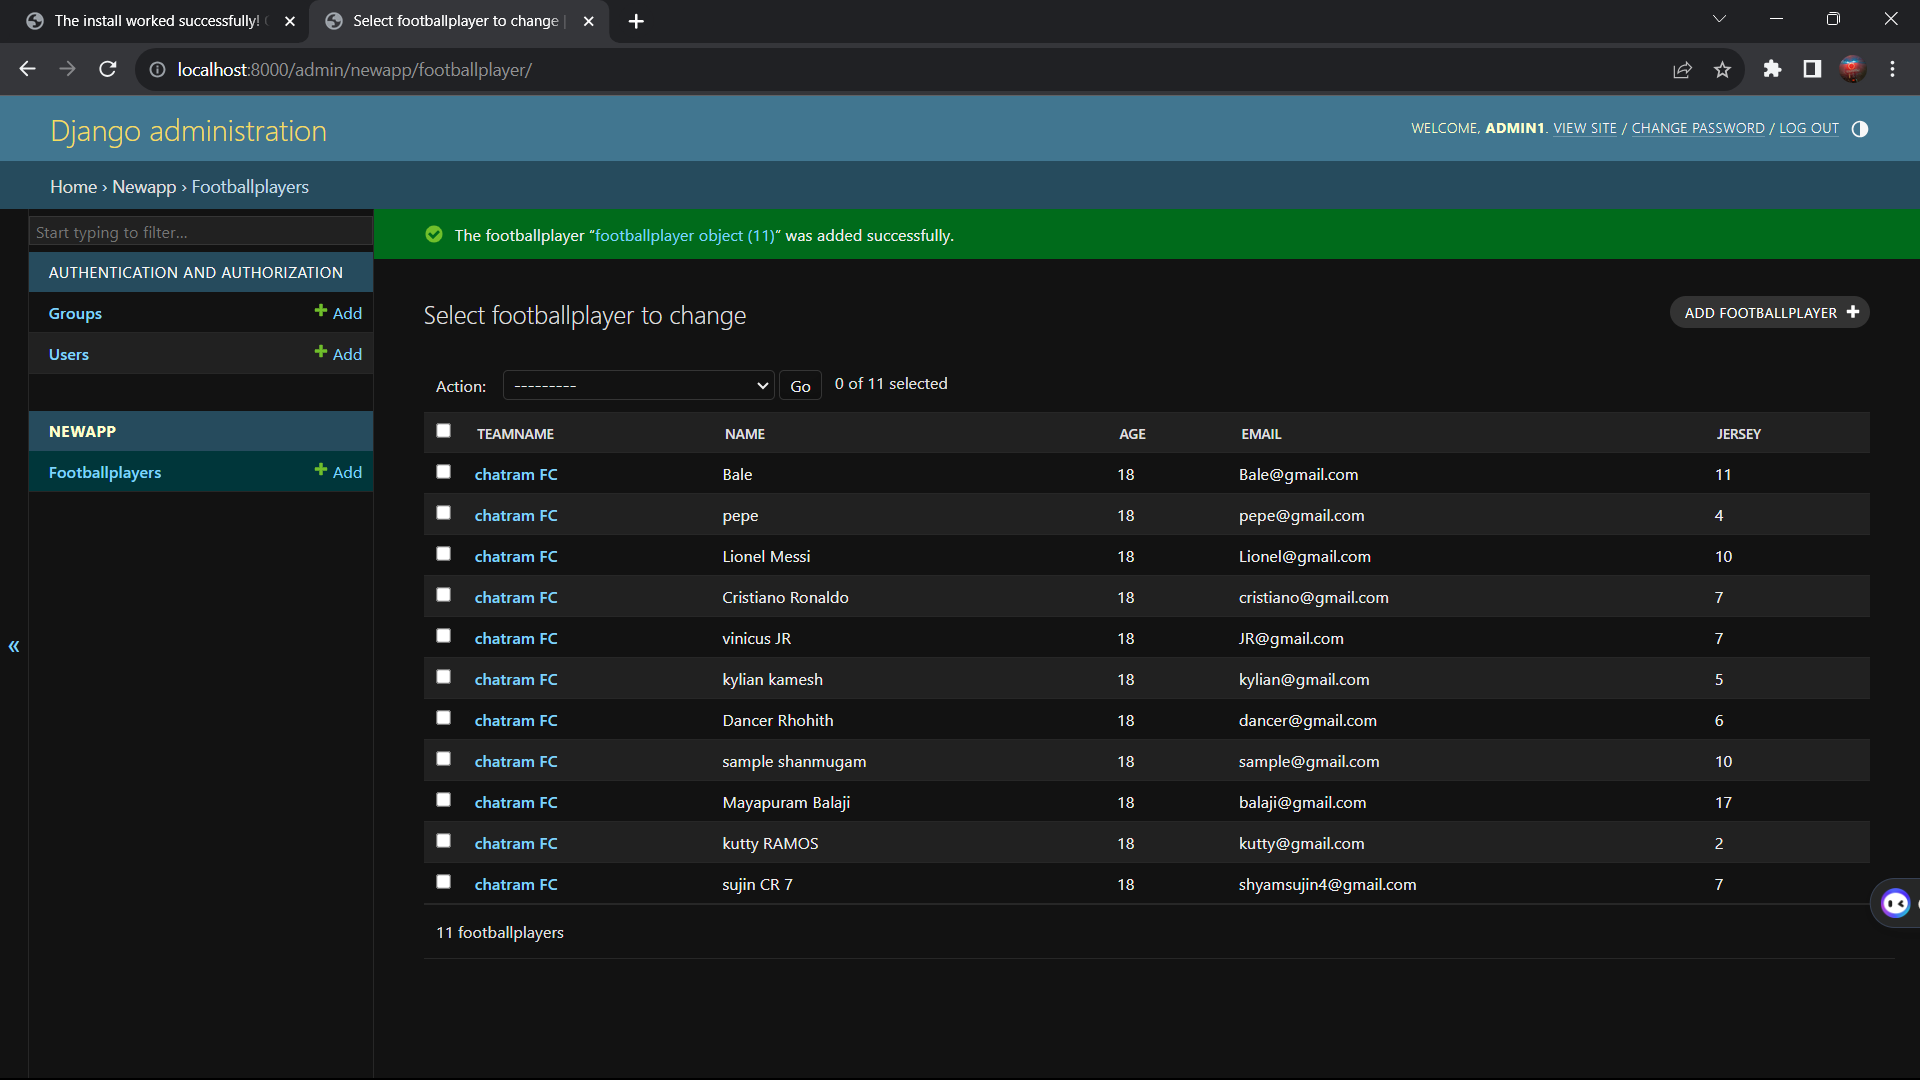 The install worked successfully!
Select footballplayer to change |
localhost:8000/admin/newapp/footballplayer/
Django administration
WELCOME, ADMIN1. VIEW SITE / CHANGE PASSWORD / LOG OUT
Home › Newapp › Footballplayers
Start typing to filter...
The footballplayer “footballplayer object (11)” was added successfully.
AUTHENTICATION AND AUTHORIZATION
Groups Add
Users Add
NEWAPP
Footballplayers Add
«
Select footballplayer to change
ADD FOOTBALLPLAYER
Action: --------- Go 0 of 11 selected
TEAMNAME NAME AGE EMAIL JERSEY
chatram FC Bale 18 Bale@gmail.com 11
chatram FC pepe 18 pepe@gmail.com 4
chatram FC Lionel Messi 18 Lionel@gmail.com 10
chatram FC Cristiano Ronaldo 18 cristiano@gmail.com 7
chatram FC vinicus JR 18 JR@gmail.com 7
chatram FC kylian kamesh 18 kylian@gmail.com 5
chatram FC Dancer Rhohith 18 dancer@gmail.com 6
chatram FC sample shanmugam 18 sample@gmail.com 10
chatram FC Mayapuram Balaji 18 balaji@gmail.com 17
chatram FC kutty RAMOS 18 kutty@gmail.com 2
chatram FC sujin CR 7 18 shyamsujin4@gmail.com 7
11 footballplayers